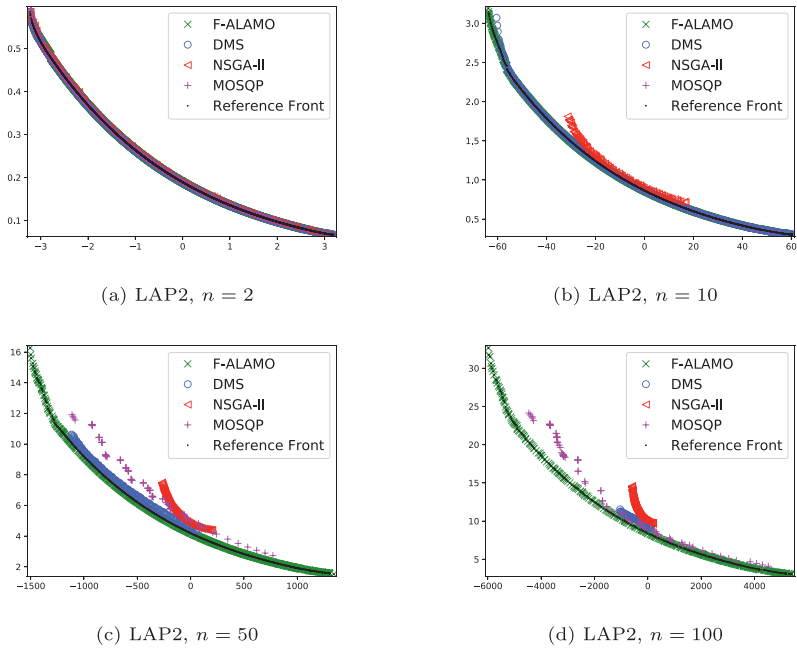 F-ALAMO
DMS
NSGA-II
MOSQP
Reference Front
0.5
0.4
0.3
0.2
0.1
−3 −2 −1 0 1 2 3
(a) LAP2, n = 2
F-ALAMO
DMS
NSGA-II
MOSQP
Reference Front
3.0
2.5
2.0
1.5
1.0
0.5
−60 −40 −20 0 20 40 60
(b) LAP2, n = 10
F-ALAMO
DMS
NSGA-II
MOSQP
Reference Front
16
14
12
10
8
6
4
2
−1500 −1000 −500 0 500 1000
(c) LAP2, n = 50
F-ALAMO
DMS
NSGA-II
MOSQP
Reference Front
30
25
20
15
10
5
−6000 −4000 −2000 0 2000 4000
(d) LAP2, n = 100